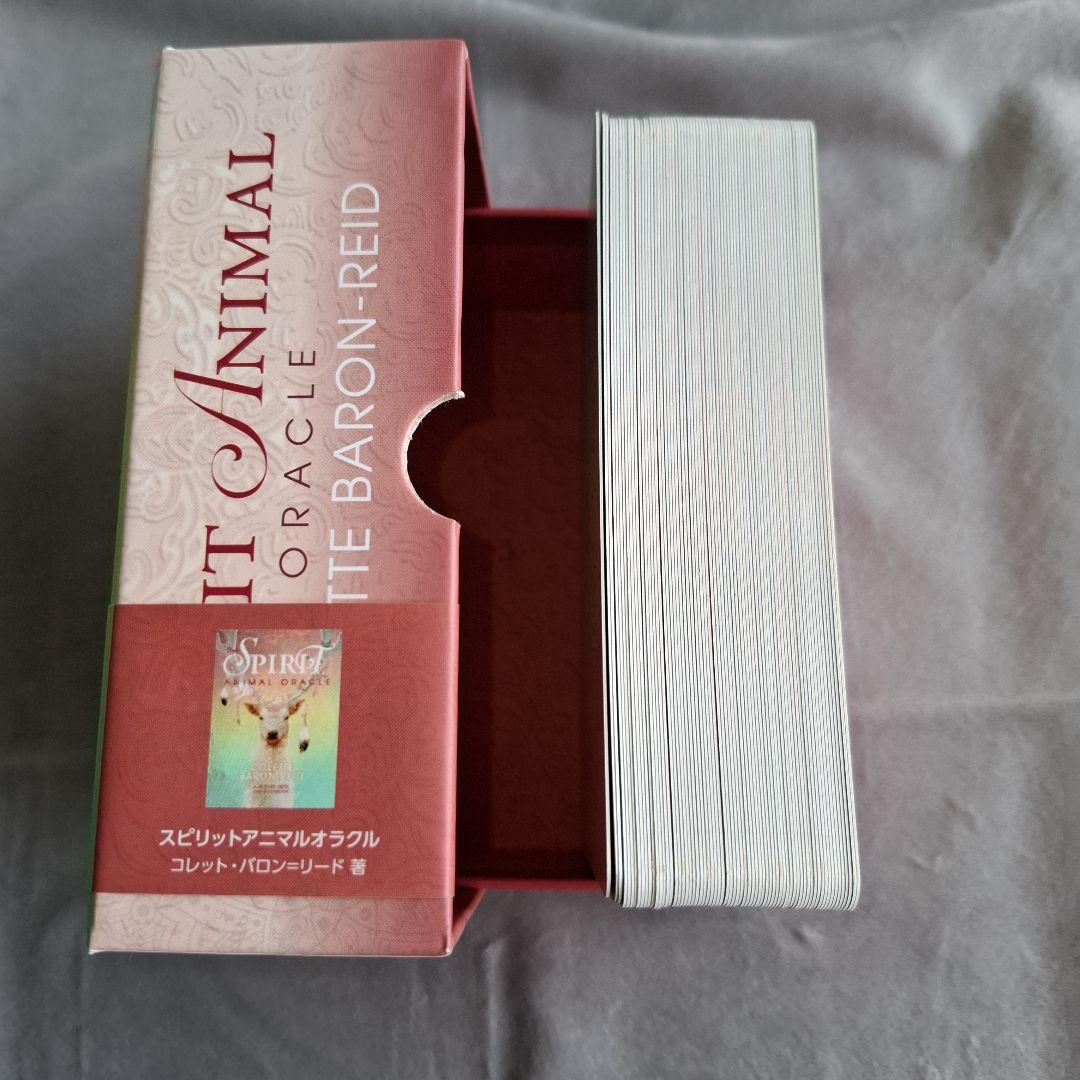 IT ANIMAL
ORACLE
TTE BARON-REID
The
SPIRIT
ANIMAL ORACLE
COLETTE
BARON-REID
スピリットアニマルオラクル
コレット・バロン=リード 著